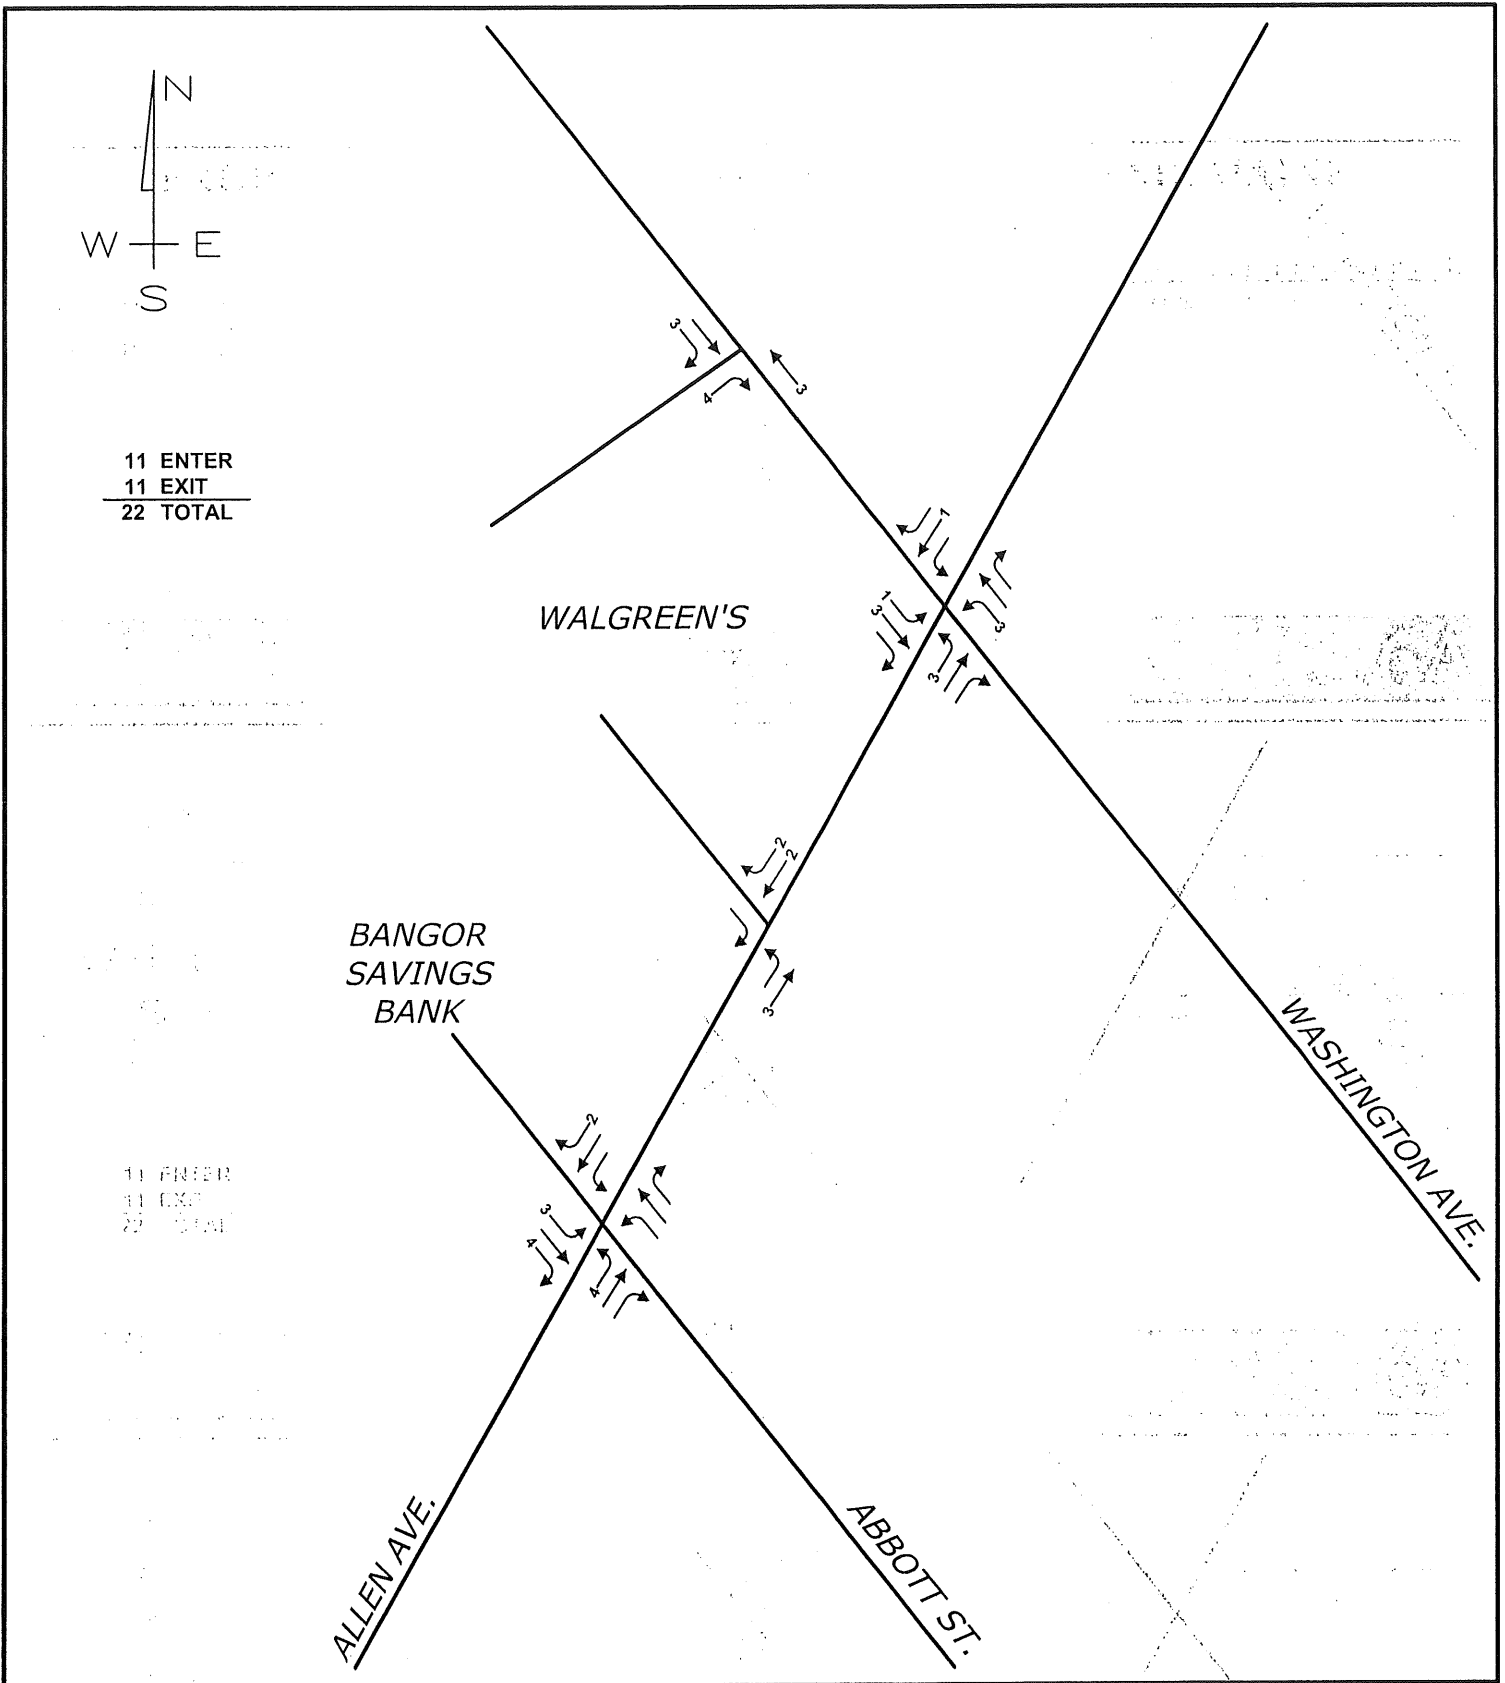 N
W E
S
3
4
3
11 ENTER
11 EXIT
22 TOTAL
1
1
3
3
3
WALGREEN'S
2
2
3
BANGOR
SAVINGS
BANK
WASHINGTON AVE.
2
3
4
4
ALLEN AVE.
ABBOTT ST.